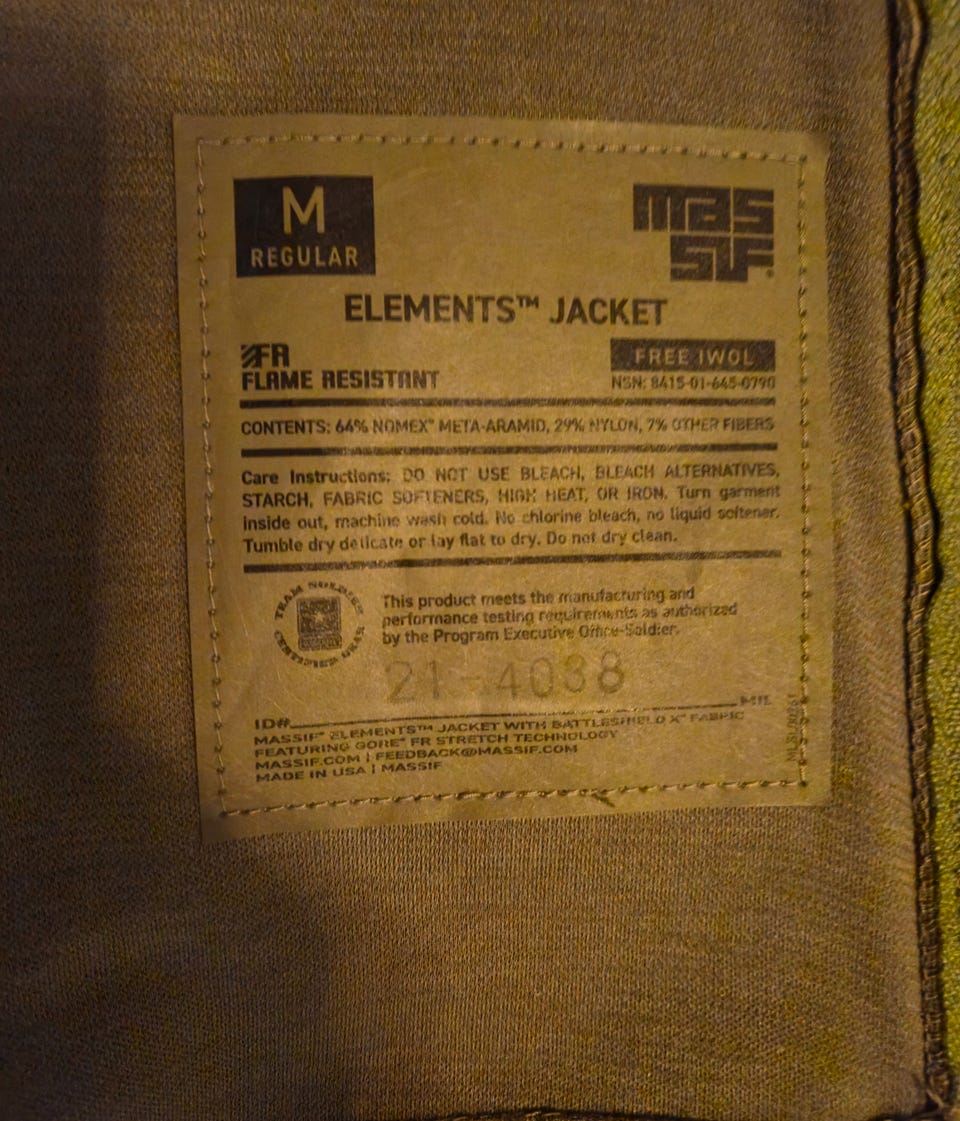 M
REGULAR
MASSIF®
ELEMENTS™ JACKET
FR
FLAME RESISTANT
FREE IWOL
NSN: 8415-01-645-0790
CONTENTS: 64% NOMEX® META-ARAMID, 29% NYLON, 7% OTHER FIBERS
Care Instructions: DO NOT USE BLEACH, BLEACH ALTERNATIVES,
STARCH, FABRIC SOFTENERS, HIGH HEAT, OR IRON. Turn garment
inside out, machine wash cold. No chlorine bleach, no liquid softener.
Tumble dry delicate or lay flat to dry. Do not dry clean.
TEAM SOLDIER
CERTIFIED GEAR
This product meets the manufacturing and
performance testing requirements as authorized
by the Program Executive Office-Soldier.
21-4038
ID#
MASSIF® ELEMENTS™ JACKET WITH BATTLESHIELD X® FABRIC
FEATURING GORE® FR STRETCH TECHNOLOGY
MASSIF.COM | FEEDBACK@MASSIF.COM
MADE IN USA | MASSIF